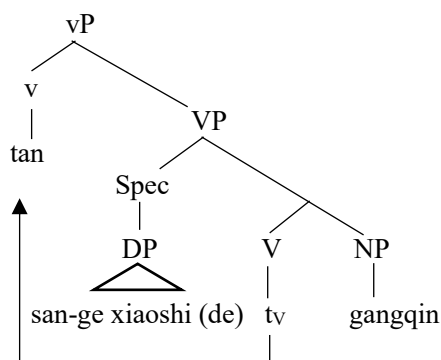 vP
v
VP
tan
Spec
DP V NP
san-ge xiaoshi (de) tV gangqin